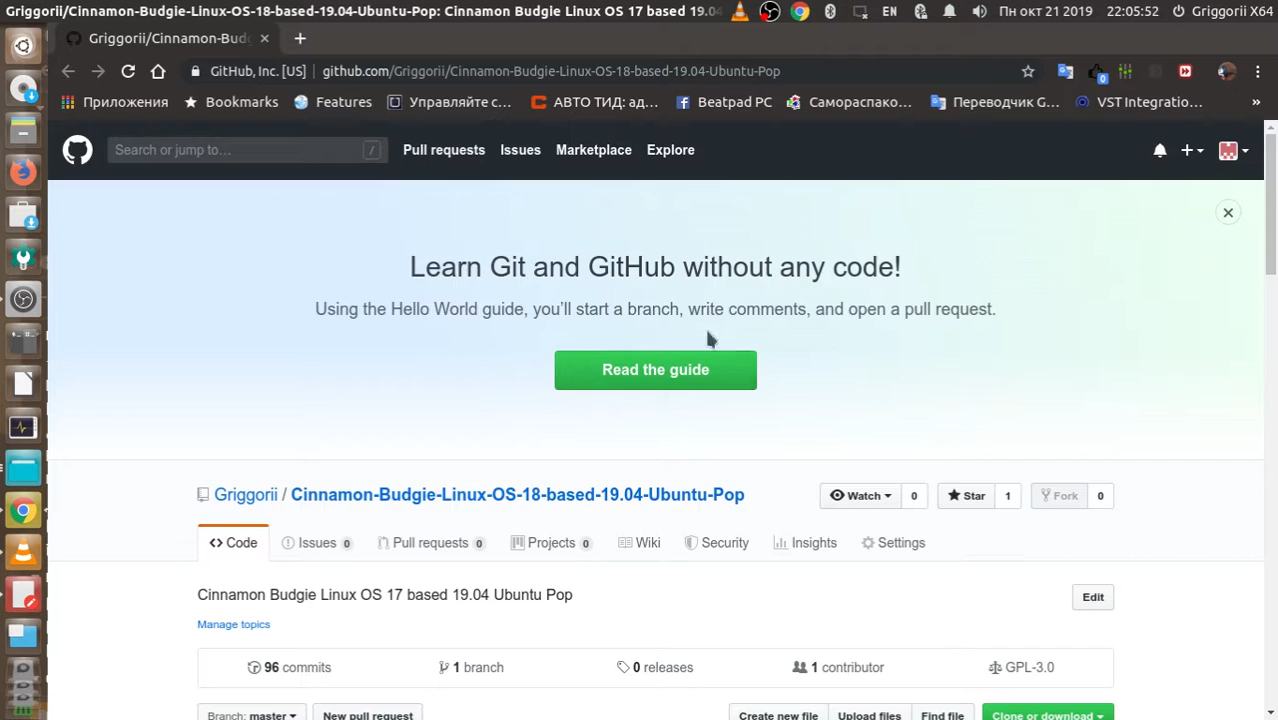 Griggorii/Cinnamon-Budgie-Linux-OS-18-based-19.04-Ubuntu-Pop: Cinnamon Budgie Linux OS 17 based 19.04 EN Пн окт 21 2019 22:05:52 Griggorii X64
Griggorii/Cinnamon-Budg
GitHub, Inc. [US] github.com/Griggorii/Cinnamon-Budgie-Linux-OS-18-based-19.04-Ubuntu-Pop 0
Приложения Bookmarks Features Управляйте с... АВТО ТИД: ад... Beatpad PC Самораспако... Переводчик G... VST Integratio... »
Search or jump to... / Pull requests Issues Marketplace Explore
Learn Git and GitHub without any code!
Using the Hello World guide, you’ll start a branch, write comments, and open a pull request.
Read the guide
Griggorii / Cinnamon-Budgie-Linux-OS-18-based-19.04-Ubuntu-Pop Watch 0 Star 1 Fork 0
Code Issues 0 Pull requests 0 Projects 0 Wiki Security Insights Settings
Cinnamon Budgie Linux OS 17 based 19.04 Ubuntu Pop Edit
Manage topics
96 commits 1 branch 0 releases 1 contributor GPL-3.0
Branch: master New pull request Create new file Upload files Find file Clone or download